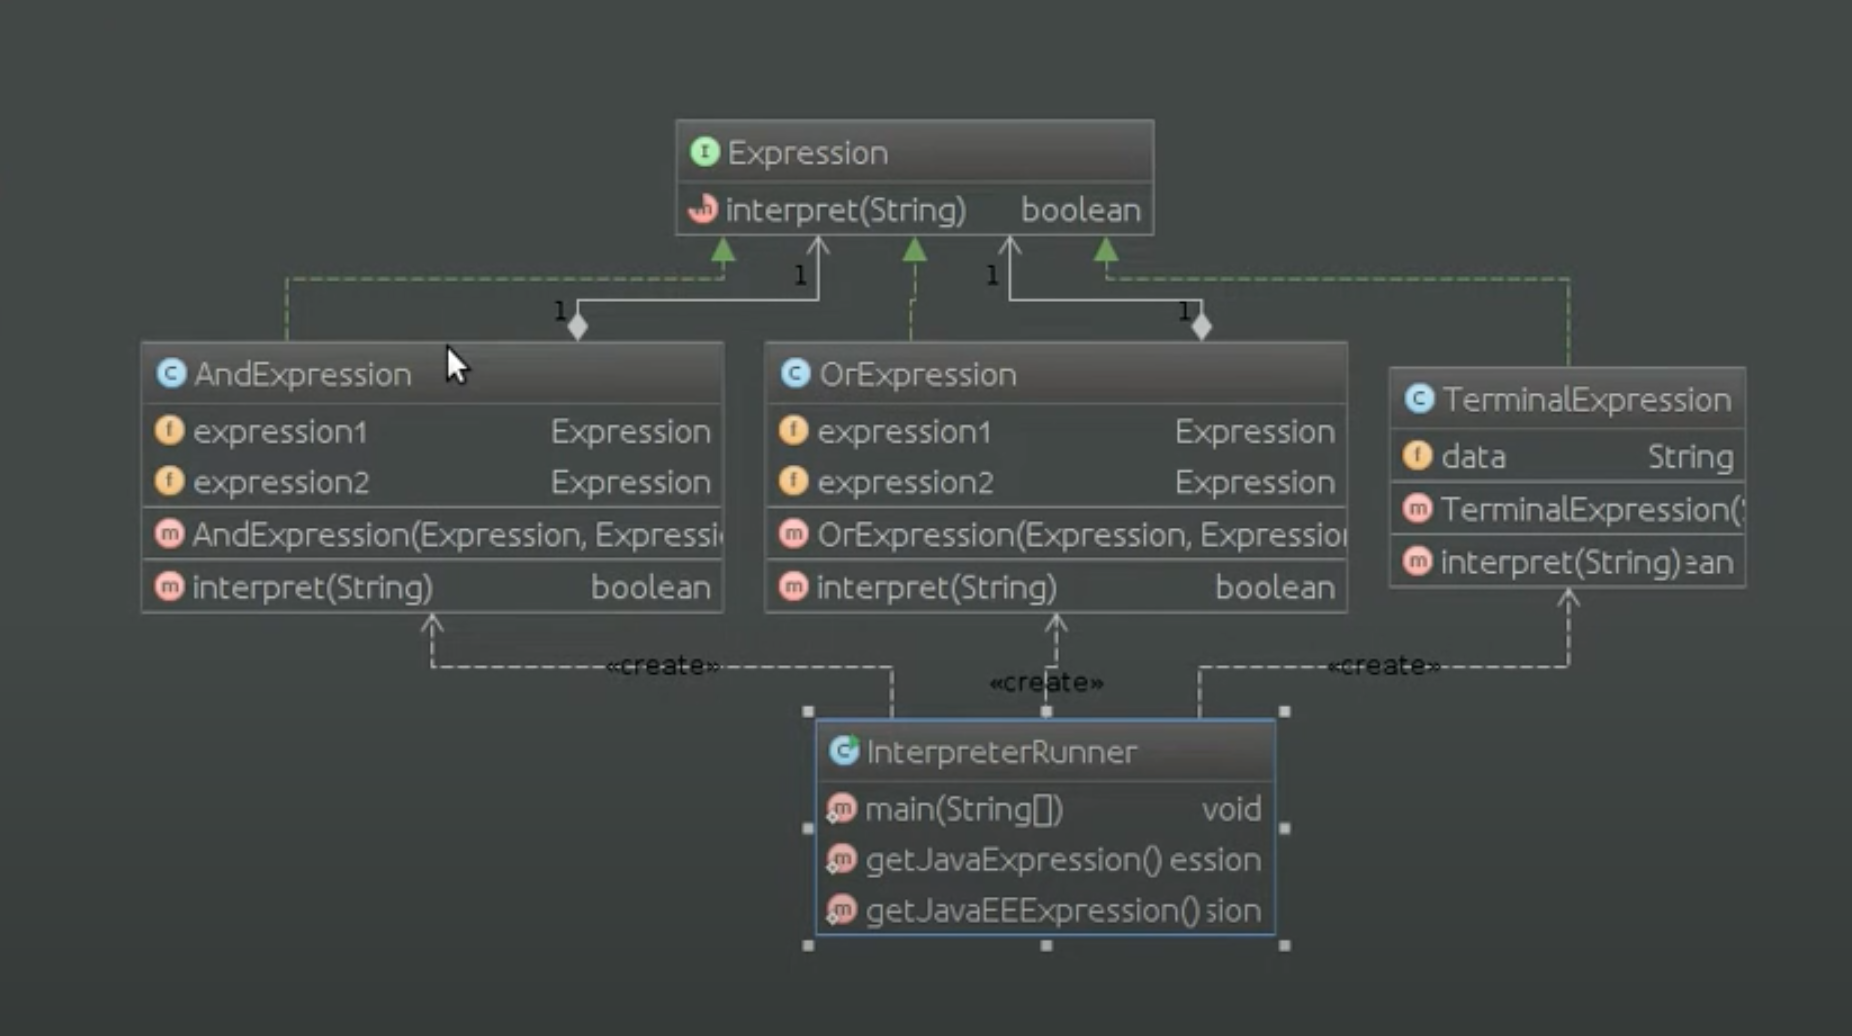 Expression
interpret(String) boolean
1 1
1 1
AndExpression
expression1 Expression
expression2 Expression
AndExpression(Expression, Expressi
interpret(String) boolean
OrExpression
expression1 Expression
expression2 Expression
OrExpression(Expression, Expression
interpret(String) boolean
TerminalExpression
data String
TerminalExpression(
interpret(String) ean
«create»
«create»
«create»
InterpreterRunner
main(String[]) void
getJavaExpression() ession
getJavaEEExpression() sion